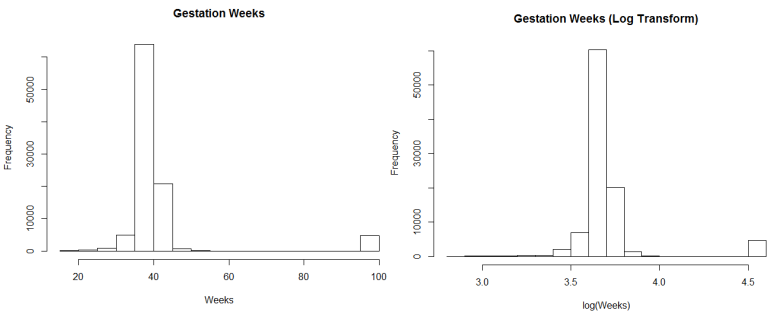 Gestation Weeks
Frequency
0
10000
30000
50000
20
40
60
80
100
Weeks
Gestation Weeks (Log Transform)
Frequency
0
10000
30000
50000
3.0
3.5
4.0
4.5
log(Weeks)